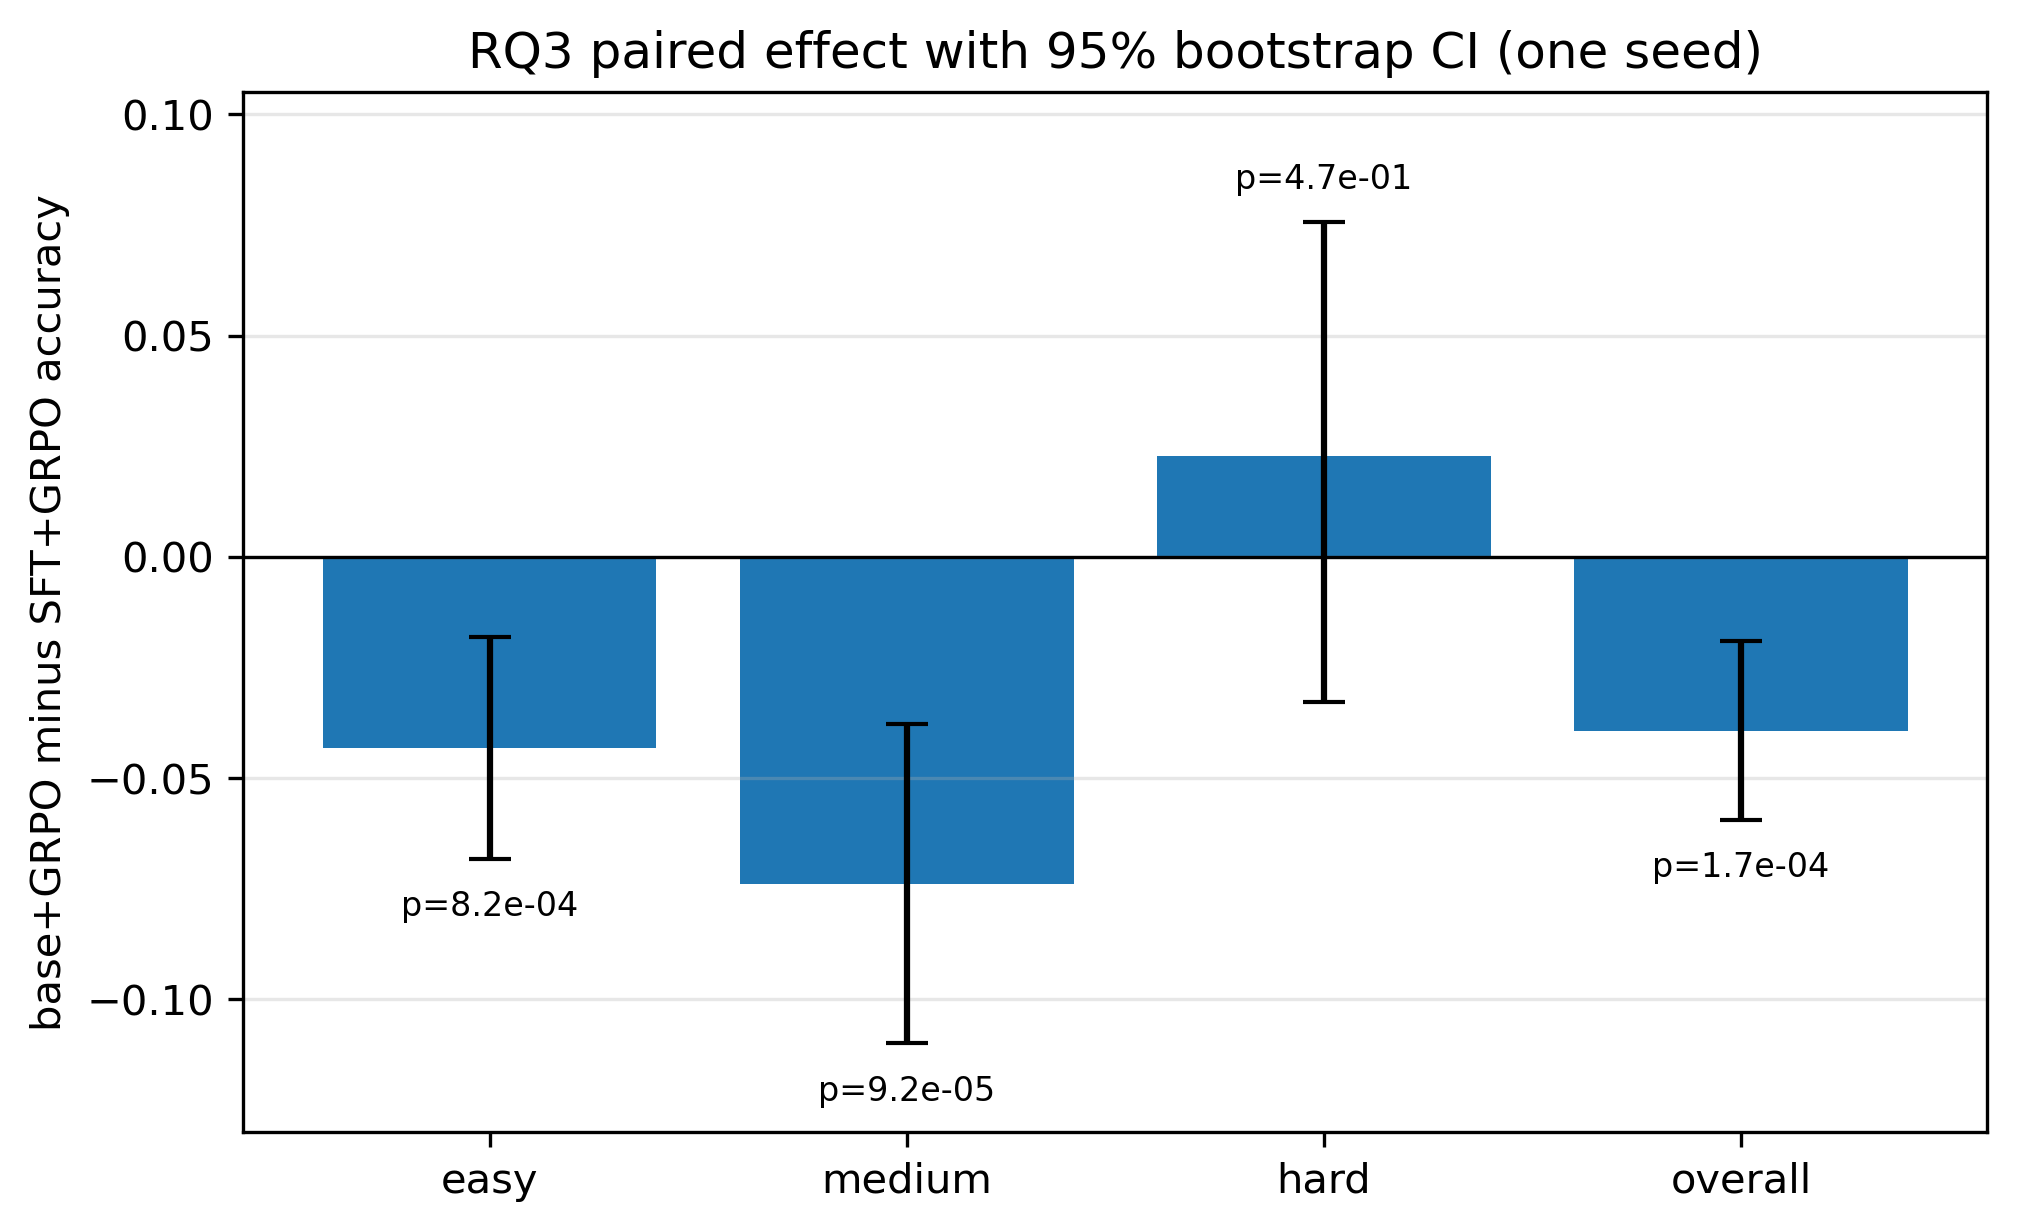 RQ3 paired effect with 95% bootstrap CI (one seed)
base+GRPO minus SFT+GRPO accuracy
0.10
0.05
0.00
−0.05
−0.10
p=8.2e-04
p=9.2e-05
p=4.7e-01
p=1.7e-04
easy
medium
hard
overall